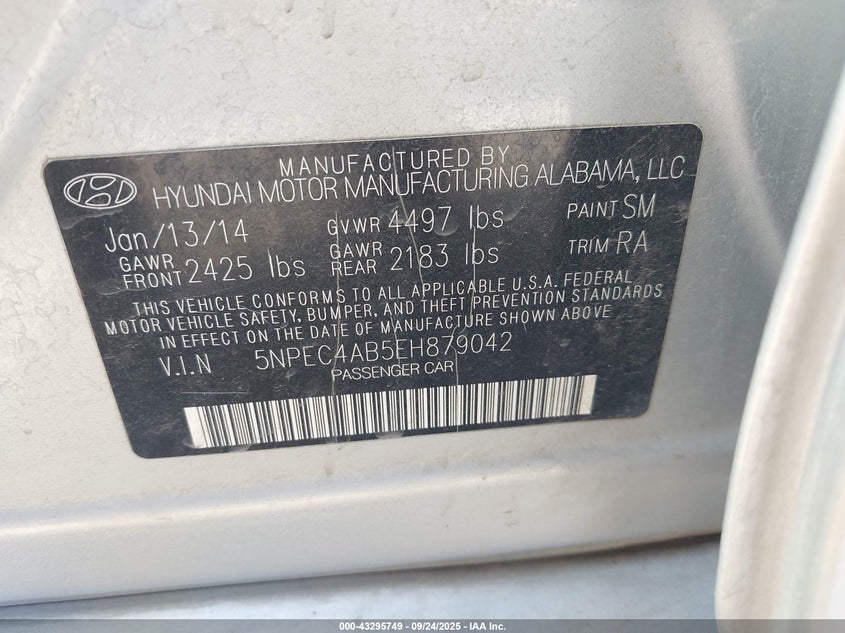 MANUFACTURED BY
HYUNDAI MOTOR MANUFACTURING ALABAMA, LLC
Jan/13/14 GVWR 4497 lbs PAINT SM
GAWR FRONT 2425 lbs GAWR REAR 2183 lbs TRIM RA
THIS VEHICLE CONFORMS TO ALL APPLICABLE U.S.A. FEDERAL
MOTOR VEHICLE SAFETY, BUMPER, AND THEFT PREVENTION STANDARDS
IN EFFECT ON THE DATE OF MANUFACTURE SHOWN ABOVE
V.I.N 5NPEC4AB5EH879042
PASSENGER CAR
000-43295749 - 09/24/2025 - IAA Inc.